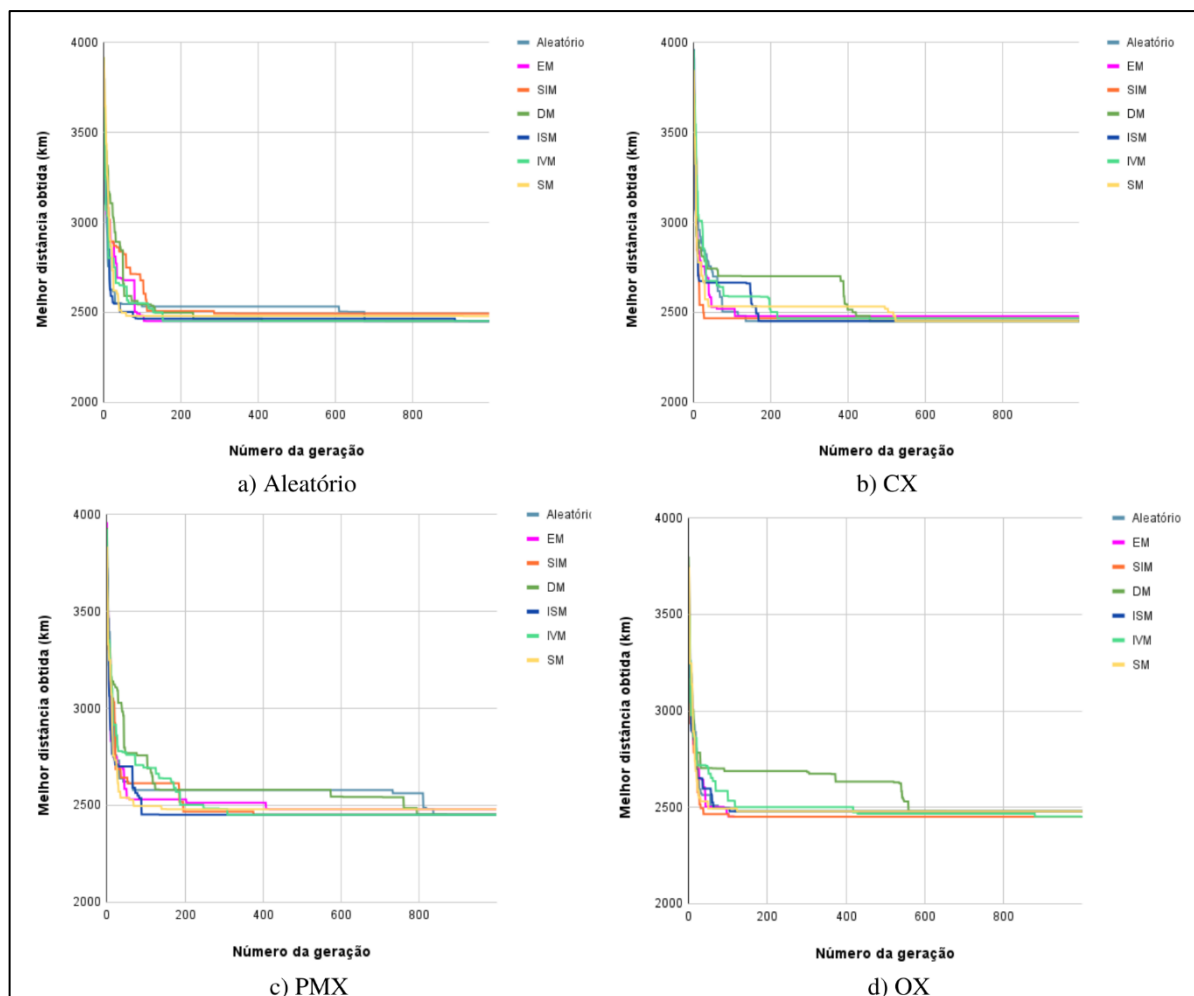 4000
3500
3000
2500
2000
Melhor distância obtida (km)
0
200
400
600
800
Número da geração
Aleatório
EM
SIM
DM
ISM
IVM
SM
a) Aleatório
4000
3500
3000
2500
2000
Melhor distância obtida (km)
0
200
400
600
800
Número da geração
Aleatório
EM
SIM
DM
ISM
IVM
SM
b) CX
4000
3500
3000
2500
2000
Melhor distância obtida (km)
0
200
400
600
800
Número da geração
Aleatório
EM
SIM
DM
ISM
IVM
SM
c) PMX
4000
3500
3000
2500
2000
Melhor distância obtida (km)
0
200
400
600
800
Número da geração
Aleatório
EM
SIM
DM
ISM
IVM
SM
d) OX